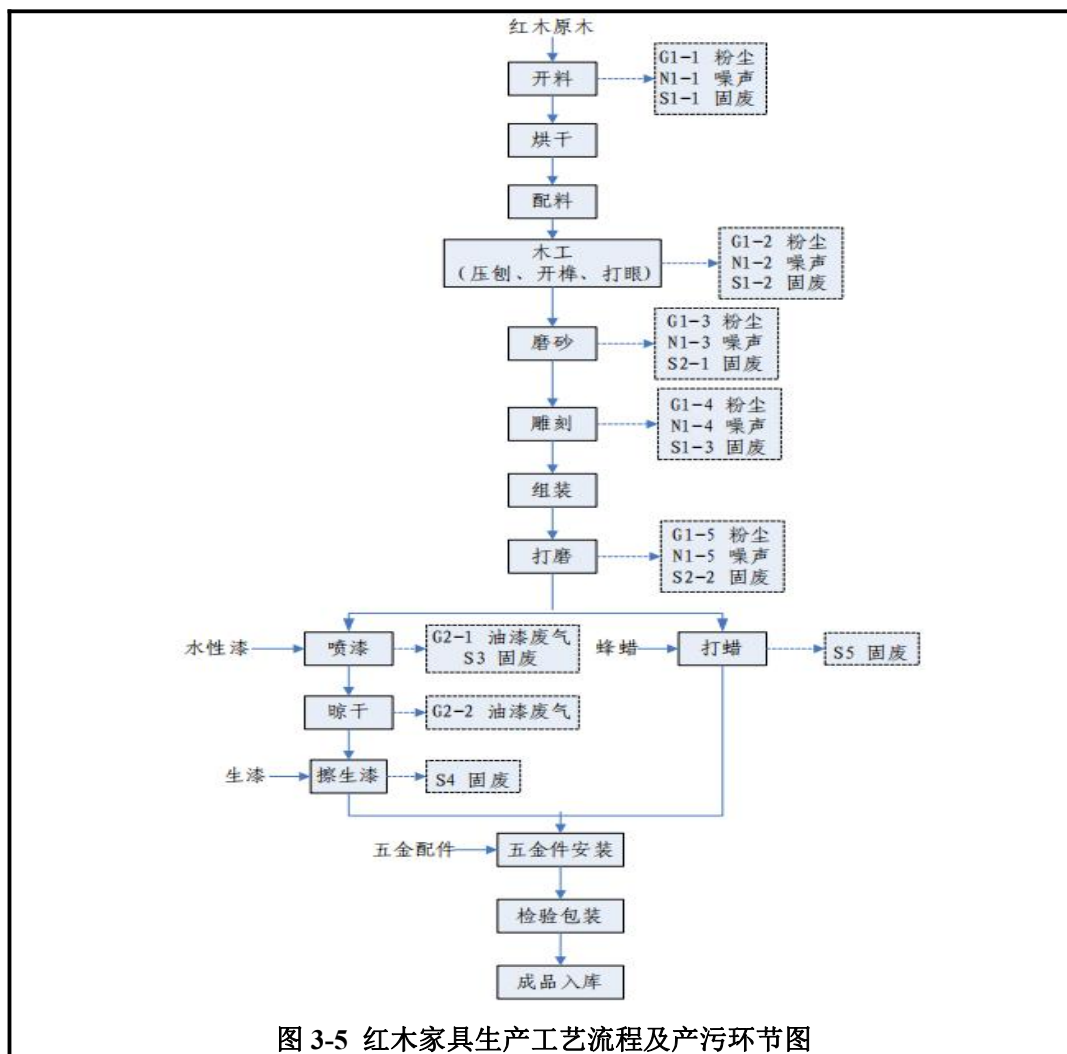 红木原木
开料
G1-1 粉尘
N1-1 噪声
S1-1 固废
烘干
配料
木工
（压刨、开榫、打眼）
G1-2 粉尘
N1-2 噪声
S1-2 固废
磨砂
G1-3 粉尘
N1-3 噪声
S2-1 固废
雕刻
G1-4 粉尘
N1-4 噪声
S1-3 固废
组装
打磨
G1-5 粉尘
N1-5 噪声
S2-2 固废
水性漆
喷漆
G2-1 油漆废气
S3 固废
蜂蜡
打蜡
S5 固废
晾干
G2-2 油漆废气
生漆
擦生漆
S4 固废
五金配件
五金件安装
检验包装
成品入库
图 3-5 红木家具生产工艺流程及产污环节图